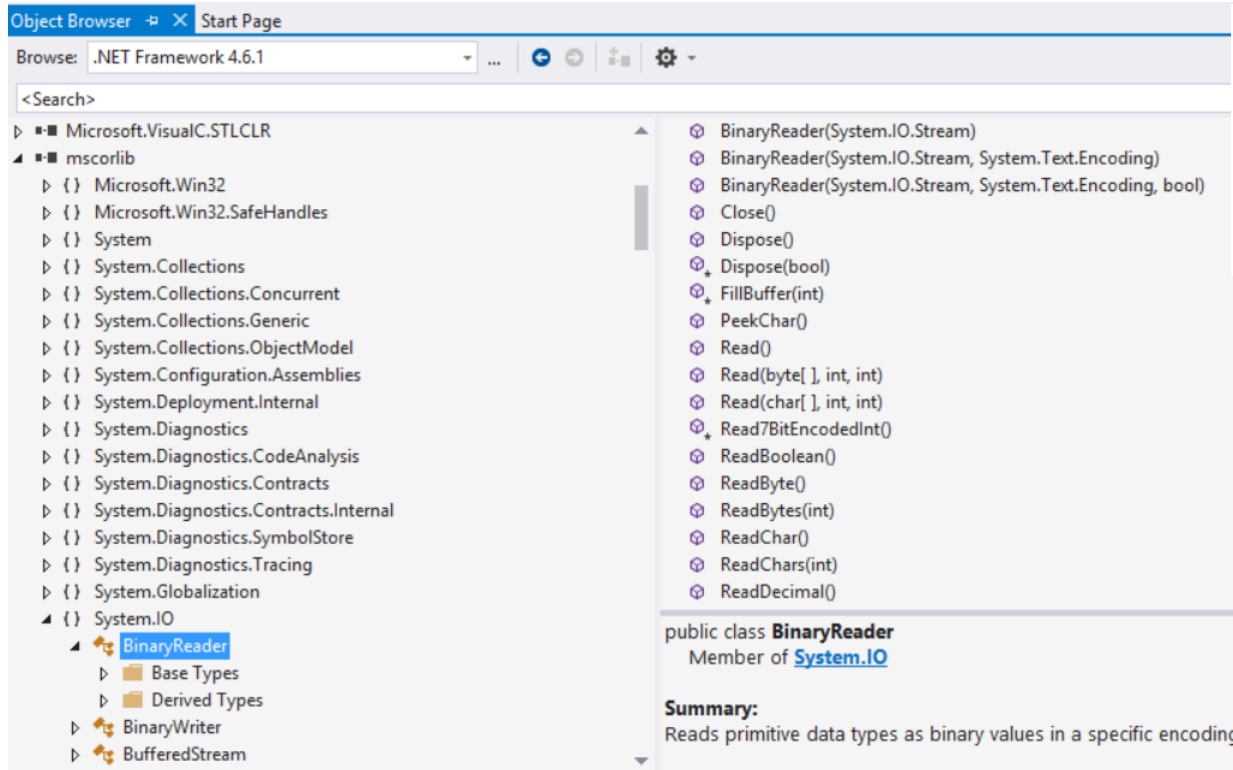 Object Browser Start Page
Browse: .NET Framework 4.6.1 ...
<Search>
Microsoft.VisualC.STLCLR
mscorlib
{ } Microsoft.Win32
{ } Microsoft.Win32.SafeHandles
{ } System
{ } System.Collections
{ } System.Collections.Concurrent
{ } System.Collections.Generic
{ } System.Collections.ObjectModel
{ } System.Configuration.Assemblies
{ } System.Deployment.Internal
{ } System.Diagnostics
{ } System.Diagnostics.CodeAnalysis
{ } System.Diagnostics.Contracts
{ } System.Diagnostics.Contracts.Internal
{ } System.Diagnostics.SymbolStore
{ } System.Diagnostics.Tracing
{ } System.Globalization
{ } System.IO
BinaryReader
Base Types
Derived Types
BinaryWriter
BufferedStream
BinaryReader(System.IO.Stream)
BinaryReader(System.IO.Stream, System.Text.Encoding)
BinaryReader(System.IO.Stream, System.Text.Encoding, bool)
Close()
Dispose()
Dispose(bool)
FillBuffer(int)
PeekChar()
Read()
Read(byte[ ], int, int)
Read(char[ ], int, int)
Read7BitEncodedInt()
ReadBoolean()
ReadByte()
ReadBytes(int)
ReadChar()
ReadChars(int)
ReadDecimal()
public class BinaryReader
Member of System.IO
Summary:
Reads primitive data types as binary values in a specific encoding